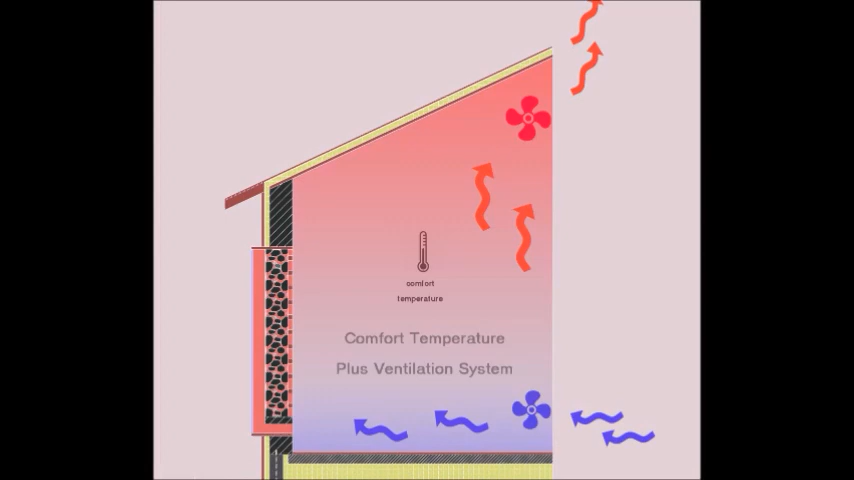 comfort
temperature
Comfort Temperature
Plus Ventilation System